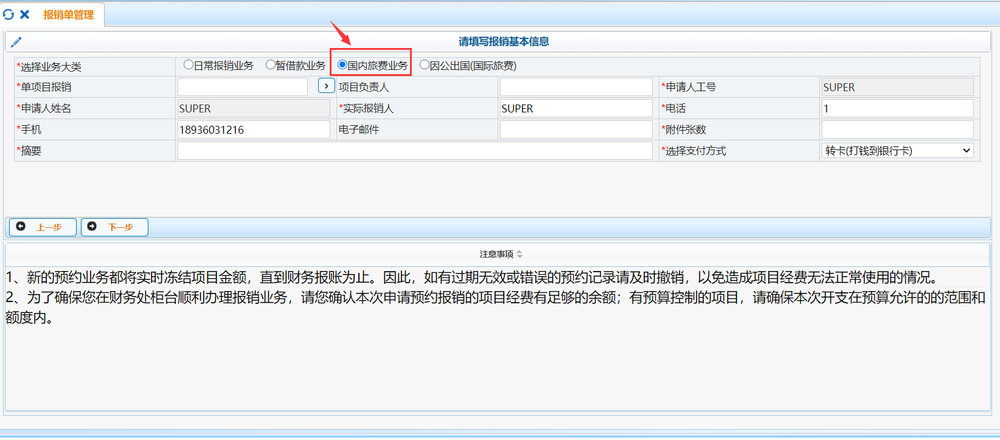 报销单管理
请填写报销基本信息
*选择业务大类 日常报销业务 暂借款业务 国内旅费业务 因公出国(国际旅费)
*单项目报销 项目负责人 *申请人工号 SUPER
*申请人姓名 SUPER *实际报销人 SUPER *电话 1
*手机 18936031216 电子邮件 *附件张数
*摘要 *选择支付方式 转卡(打钱到银行卡)
上一步 下一步
注意事项
1、新的预约业务都将实时冻结项目金额，直到财务报账为止。因此，如有过期无效或错误的预约记录请及时撤销，以免造成项目经费无法正常使用的情况。
2、为了确保您在财务处柜台顺利办理报销业务，请您确认本次申请预约报销的项目经费有足够的余额；有预算控制的项目，请确保本次开支在预算允许的的范围和
额度内。